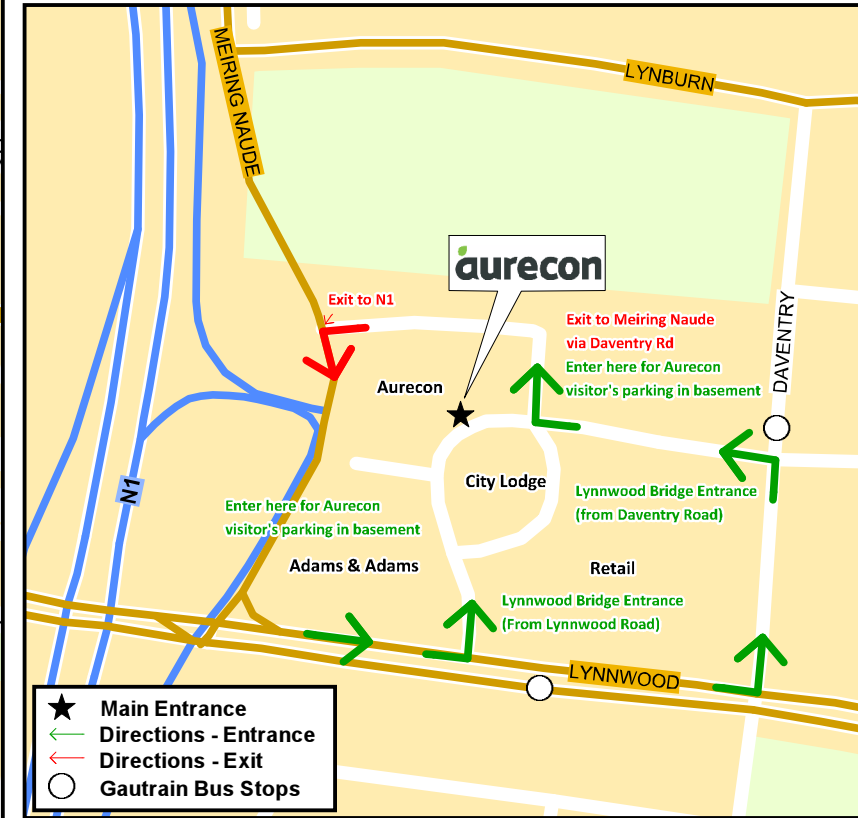 MEIRING NAUDE
LYNBURN
aurecon
Exit to N1
Exit to Meiring Naude
via Daventry Rd
Enter here for Aurecon
visitor's parking in basement
DAVENTRY
Aurecon
City Lodge
N1
Lynnwood Bridge Entrance
(from Daventry Road)
Enter here for Aurecon
visitor's parking in basement
Adams & Adams
Retail
Lynnwood Bridge Entrance
(From Lynnwood Road)
LYNNWOOD
Main Entrance
Directions - Entrance
Directions - Exit
Gautrain Bus Stops